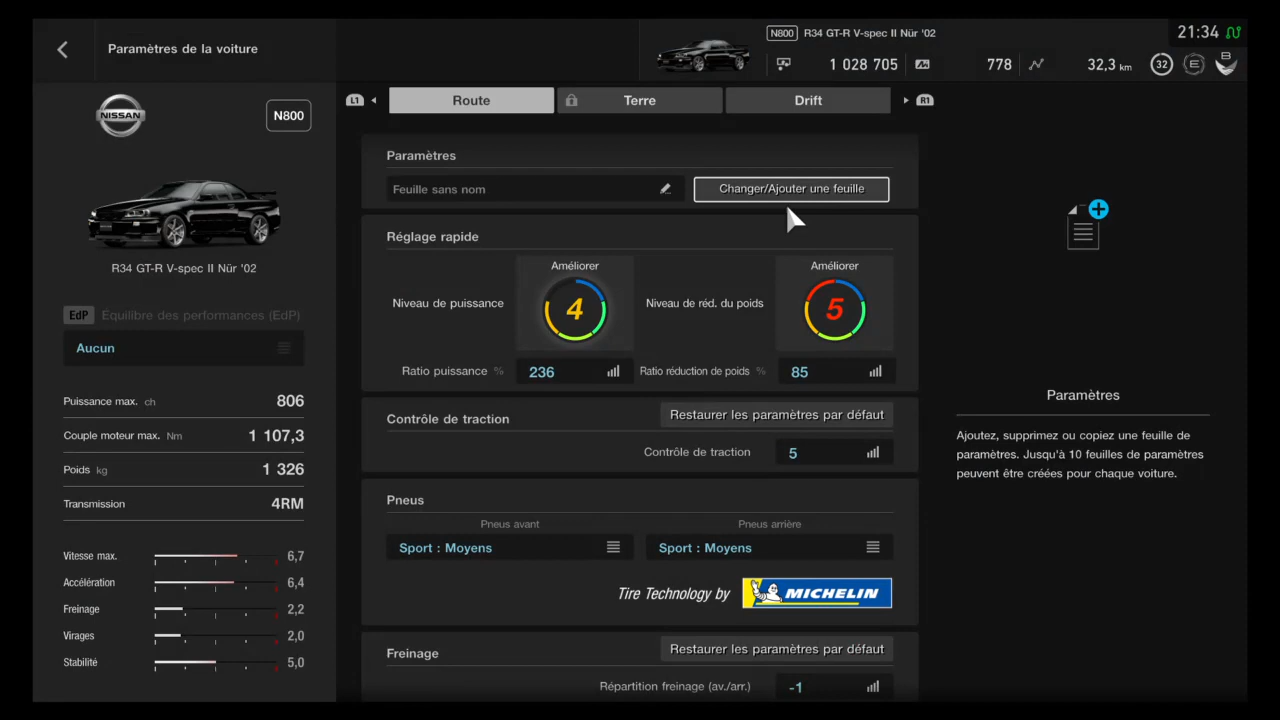 Paramètres de la voiture
N800 R34 GT-R V-spec II Nür '02
21:34
1 028 705
778
32,3 km
32
E
B
NISSAN
N800
R34 GT-R V-spec II Nür '02
EdP Équilibre des performances (EdP)
Aucun
Puissance max. ch 806
Couple moteur max. Nm 1 107,3
Poids kg 1 326
Transmission 4RM
Vitesse max. 6,7
Accélération 6,4
Freinage 2,2
Virages 2,0
Stabilité 5,0
L1 Route Terre Drift R1
Paramètres
Feuille sans nom
Changer/Ajouter une feuille
Réglage rapide
Améliorer Améliorer
Niveau de puissance 4 Niveau de réd. du poids 5
Ratio puissance % 236 Ratio réduction de poids % 85
Contrôle de traction Restaurer les paramètres par défaut
Contrôle de traction 5
Pneus
Pneus avant Pneus arrière
Sport : Moyens Sport : Moyens
Tire Technology by MICHELIN
Freinage Restaurer les paramètres par défaut
Répartition freinage (av./arr.) -1
Paramètres
Ajoutez, supprimez ou copiez une feuille de
paramètres. Jusqu'à 10 feuilles de paramètres
peuvent être créées pour chaque voiture.